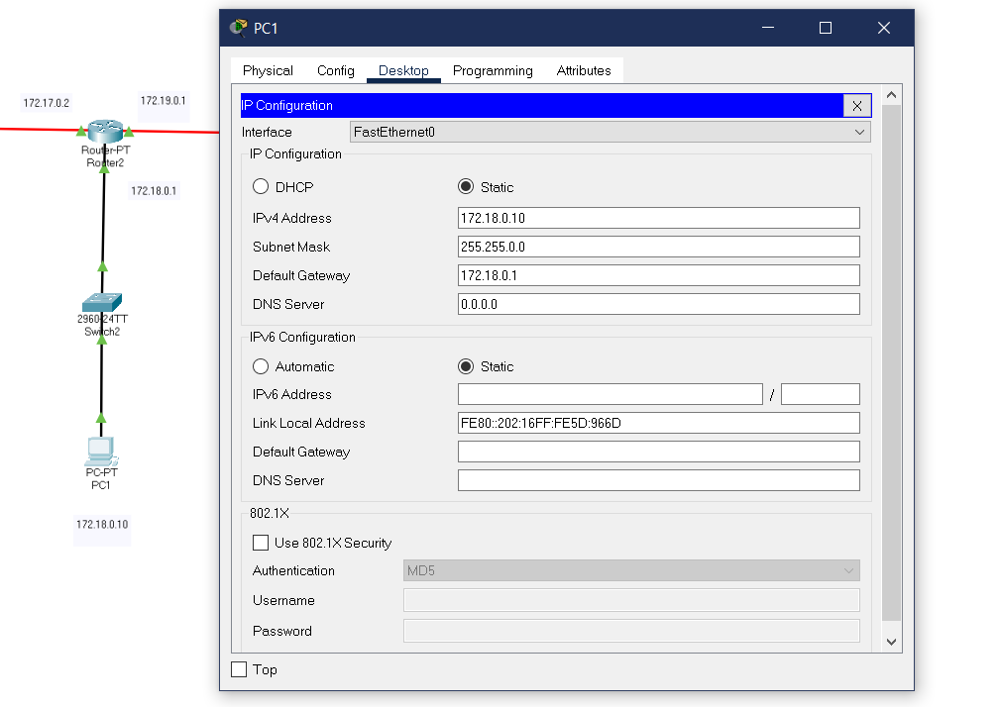 172.17.0.2
172.19.0.1
Router-PT
Router2
172.18.0.1
2960-24TT
Switch2
PC-PT
PC1
172.18.0.10
PC1
Physical Config Desktop Programming Attributes
IP Configuration X
Interface FastEthernet0
IP Configuration
DHCP Static
IPv4 Address 172.18.0.10
Subnet Mask 255.255.0.0
Default Gateway 172.18.0.1
DNS Server 0.0.0.0
IPv6 Configuration
Automatic Static
IPv6 Address /
Link Local Address FE80::202:16FF:FE5D:966D
Default Gateway
DNS Server
802.1X
Use 802.1X Security
Authentication MD5
Username
Password
Top